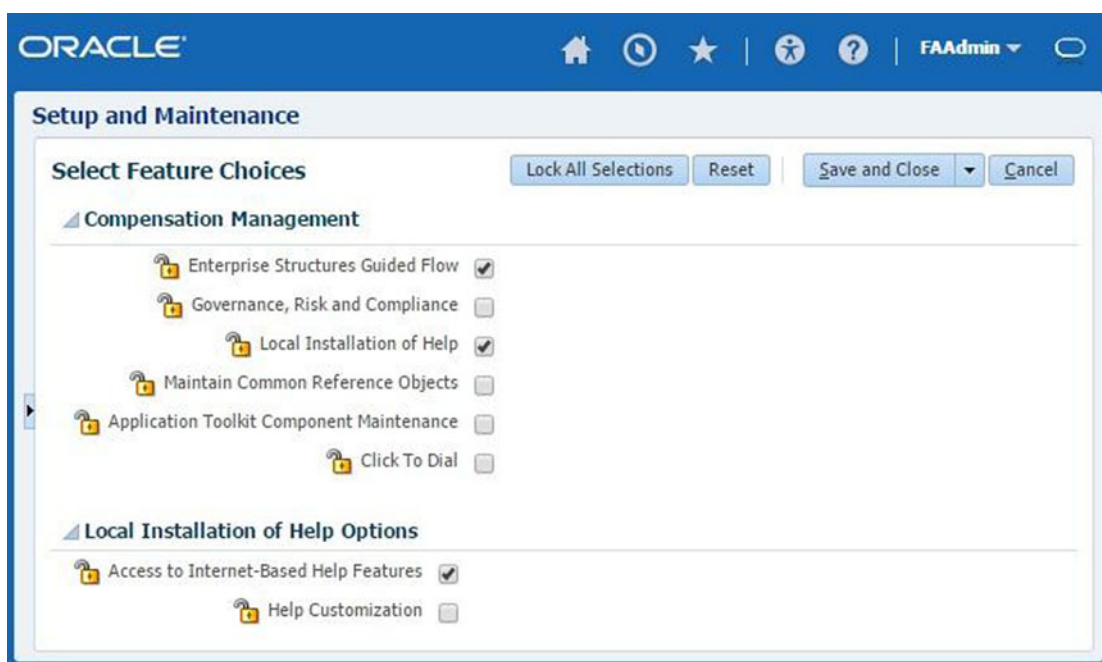 ORACLE
FAAdmin
Setup and Maintenance
Select Feature Choices
Lock All Selections Reset Save and Close Cancel
Compensation Management
Enterprise Structures Guided Flow
Governance, Risk and Compliance
Local Installation of Help
Maintain Common Reference Objects
Application Toolkit Component Maintenance
Click To Dial
Local Installation of Help Options
Access to Internet-Based Help Features
Help Customization